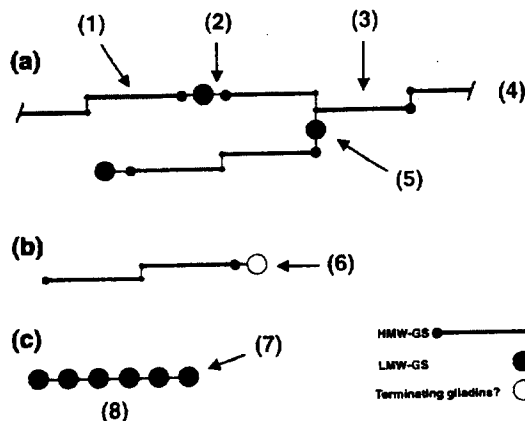 (1) (2) (3)
(a)
(4)
(5)
(b)
(6)
(c)
(7)
(8)
HMW-GS
LMW-GS
Terminating gliadins?